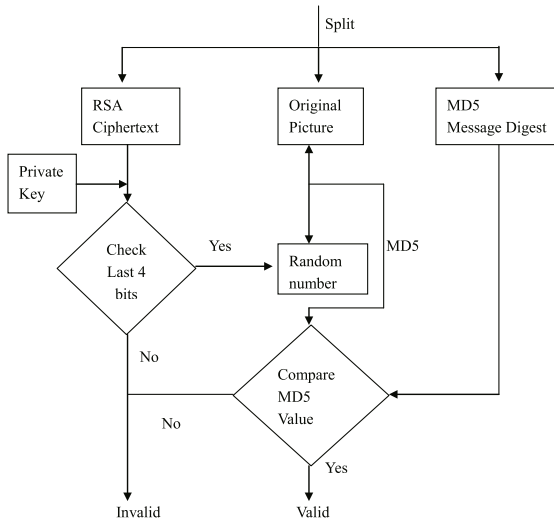 Split
RSA
Ciphertext
Original
Picture
MD5
Message Digest
Private
Key
Check
Last 4
bits
Yes
Random
number
MD5
No
Compare
MD5
Value
No
Yes
Invalid
Valid